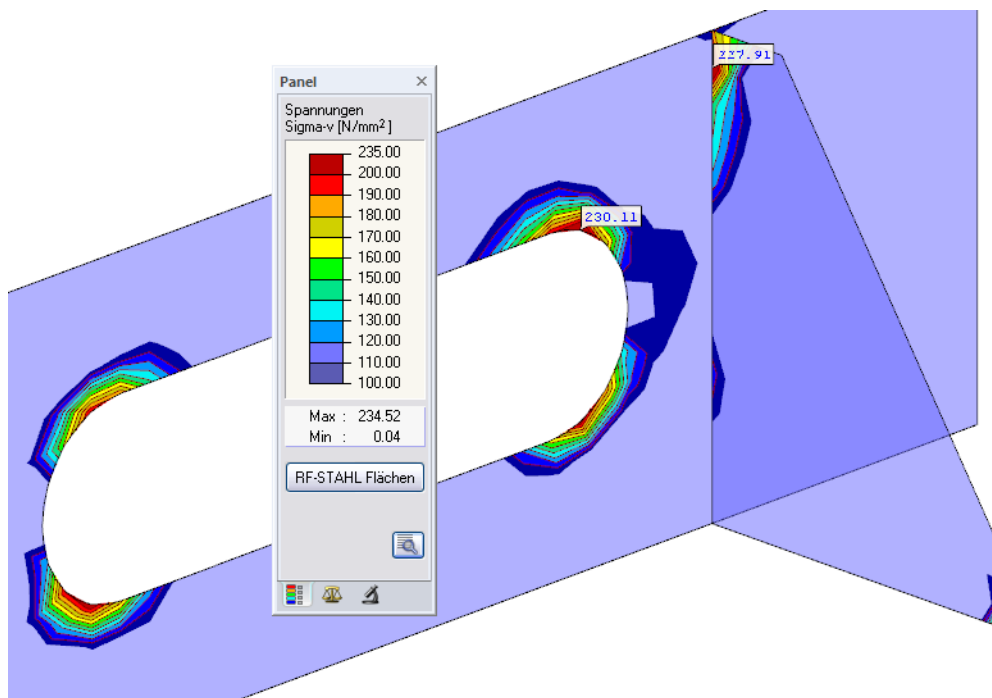 227.91
Panel
Spannungen
Sigma-v [N/mm²]
235.00
200.00
190.00
180.00
170.00
160.00
150.00
140.00
130.00
120.00
110.00
100.00
Max : 234.52
Min : 0.04
RF-STAHL Flächen
230.11